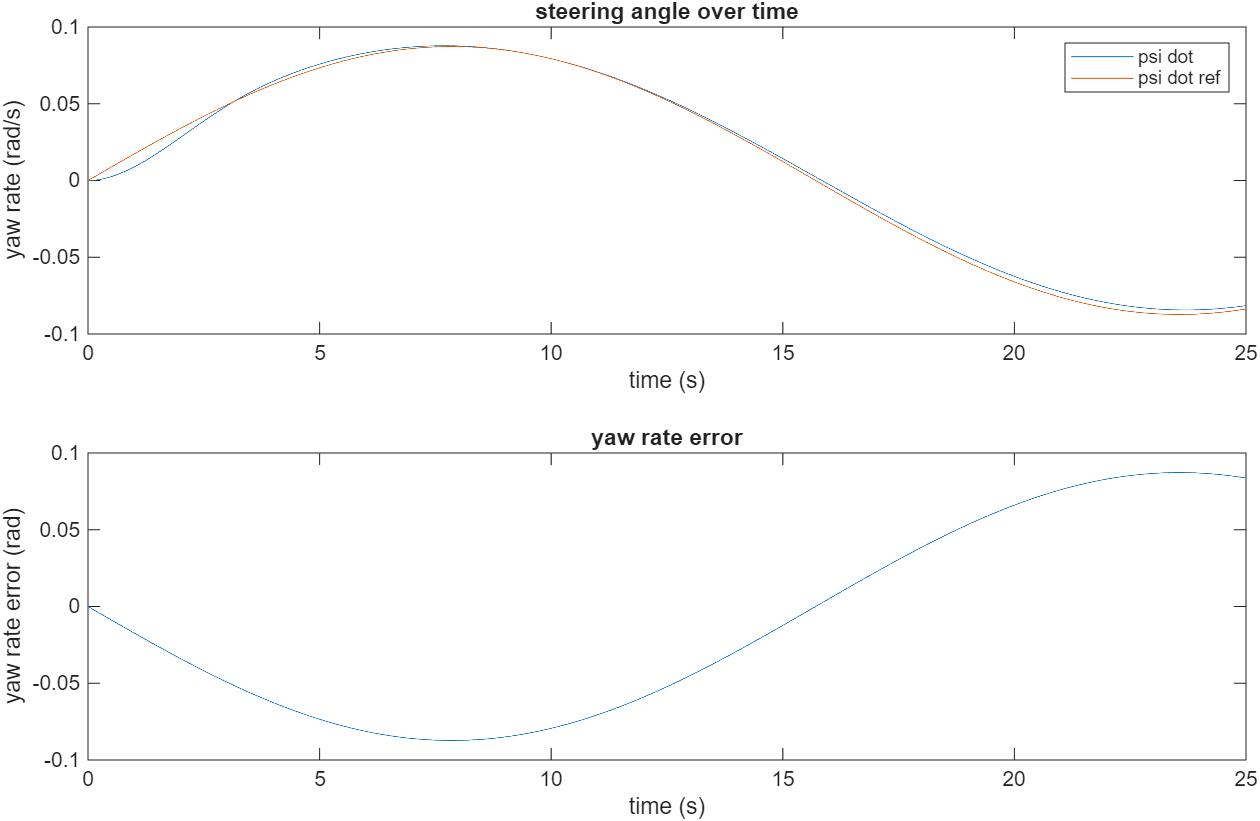 steering angle over time
0.1
0.05
0
-0.05
-0.1
yaw rate (rad/s)
psi dot
psi dot ref
0 5 10 15 20 25
time (s)
yaw rate error
0.1
0.05
0
-0.05
-0.1
yaw rate error (rad)
0 5 10 15 20 25
time (s)